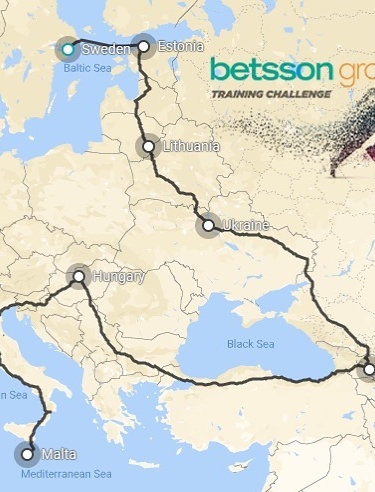 Sweden
Estonia
Baltic Sea
betsson gro
TRAINING CHALLENGE
Lithuania
Ukraine
Hungary
Black Sea
n Sea
Malta
Mediterranean Sea